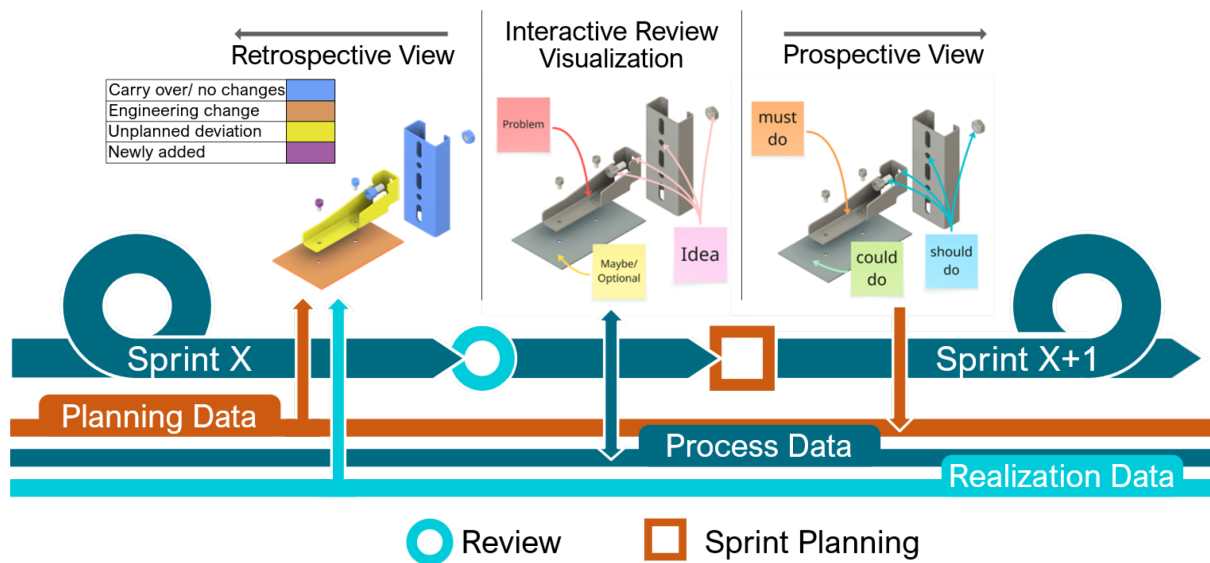 Retrospective View
Interactive Review
Visualization
Prospective View
Carry over/ no changes
Engineering change
Unplanned deviation
Newly added
Problem
Maybe/
Optional
Idea
must
do
could
do
should
do
Sprint X
Sprint X+1
Planning Data
Process Data
Realization Data
Review
Sprint Planning